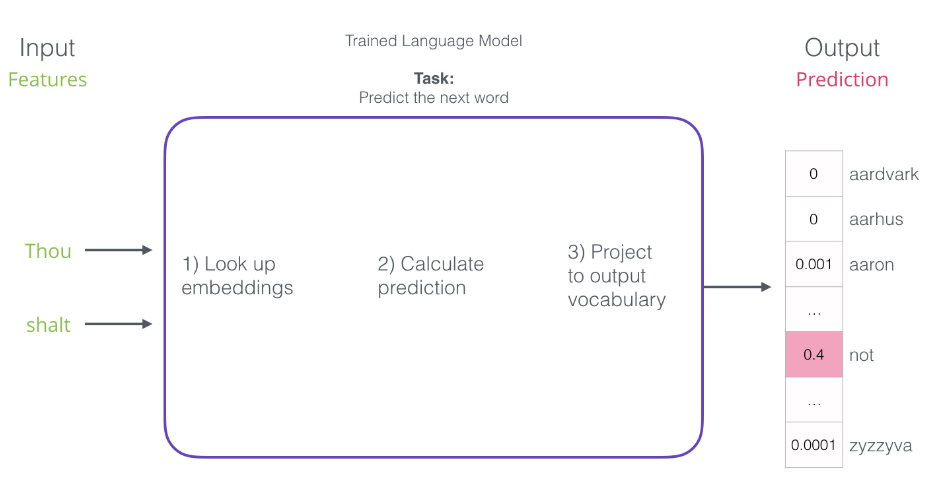 Input
Features
Trained Language Model
Task:
Predict the next word
Output
Prediction
Thou
shalt
1) Look up
embeddings
2) Calculate
prediction
3) Project
to output
vocabulary
0 aardvark
0 aarhus
0.001 aaron
...
0.4 not
...
0.0001 zyzzyva